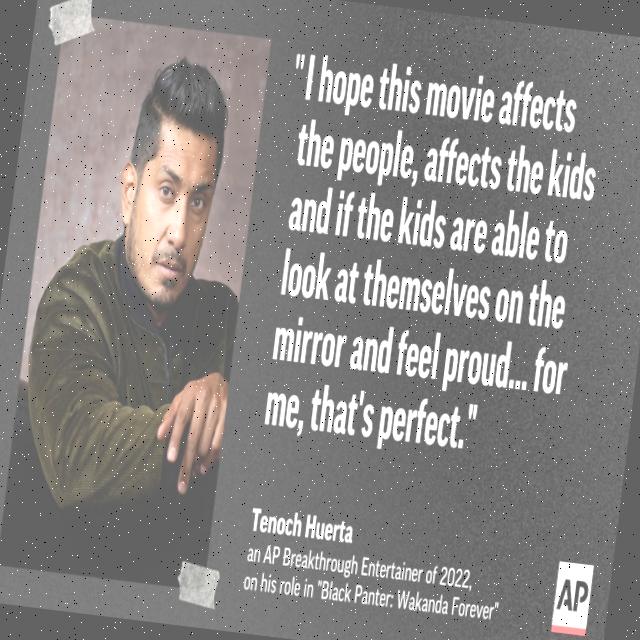 "I hope this movie affects
the people, affects the kids
and if the kids are able to
look at themselves on the
mirror and feel proud... for
me, that's perfect."
Tenoch Huerta
an AP Breakthrough Entertainer of 2022,
on his role in "Black Panter: Wakanda Forever"
AP